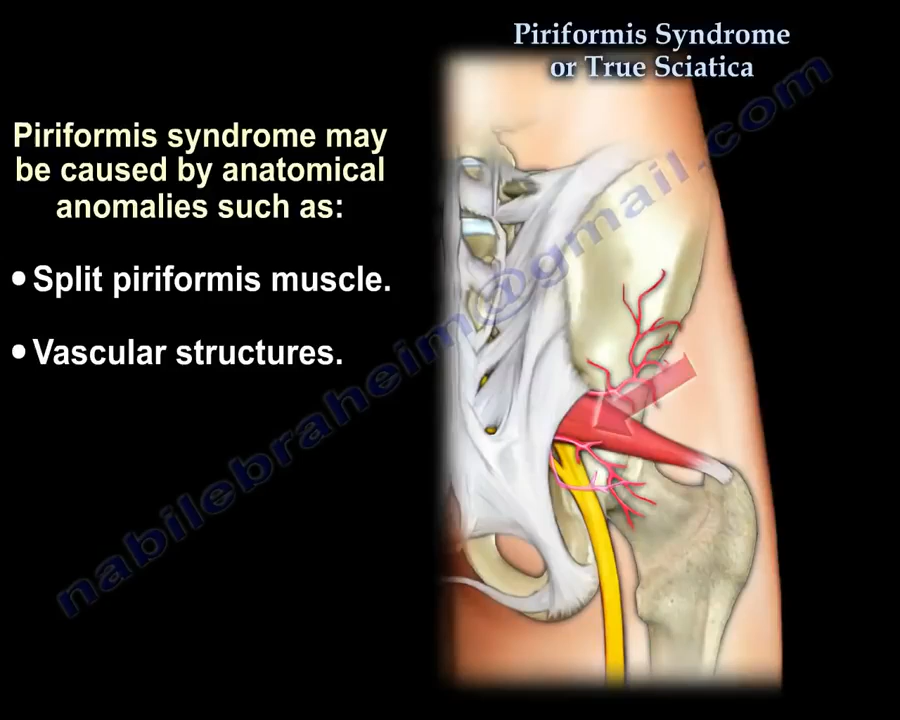 Piriformis Syndrome
or True Sciatica
Piriformis syndrome may
be caused by anatomical
anomalies such as:
• Split piriformis muscle.
• Vascular structures.
nabilebraheim@gmail.com